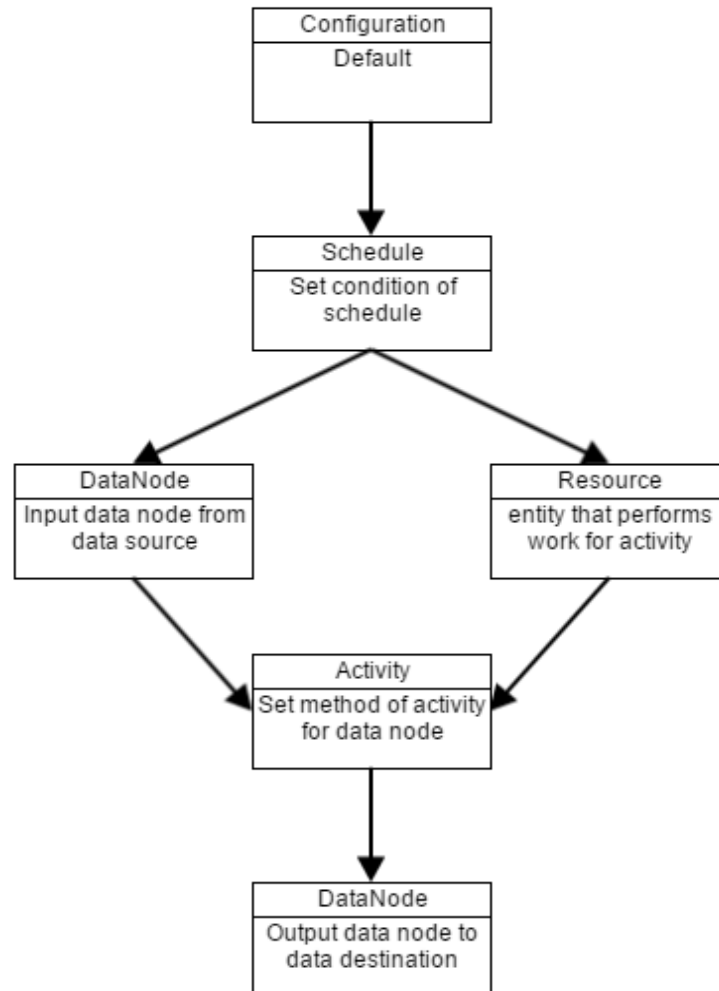 Configuration
Default
Schedule
Set condition of
schedule
DataNode
Input data node from
data source
Resource
entity that performs
work for activity
Activity
Set method of activity
for data node
DataNode
Output data node to
data destination